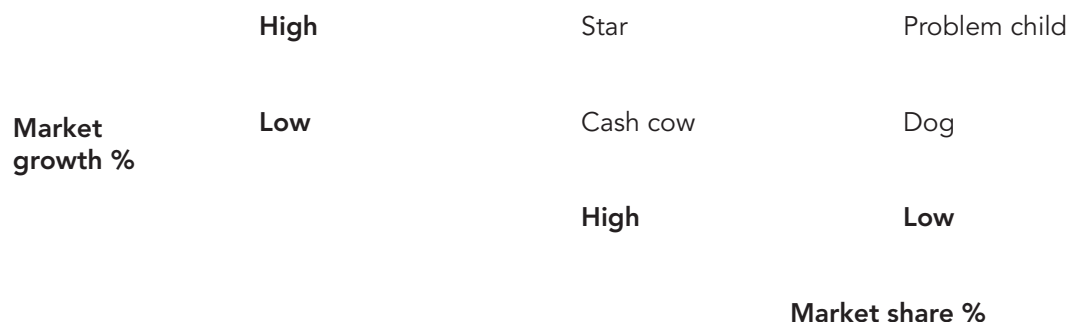 High Star Problem child
Market growth %
Low Cash cow Dog
High Low
Market share %